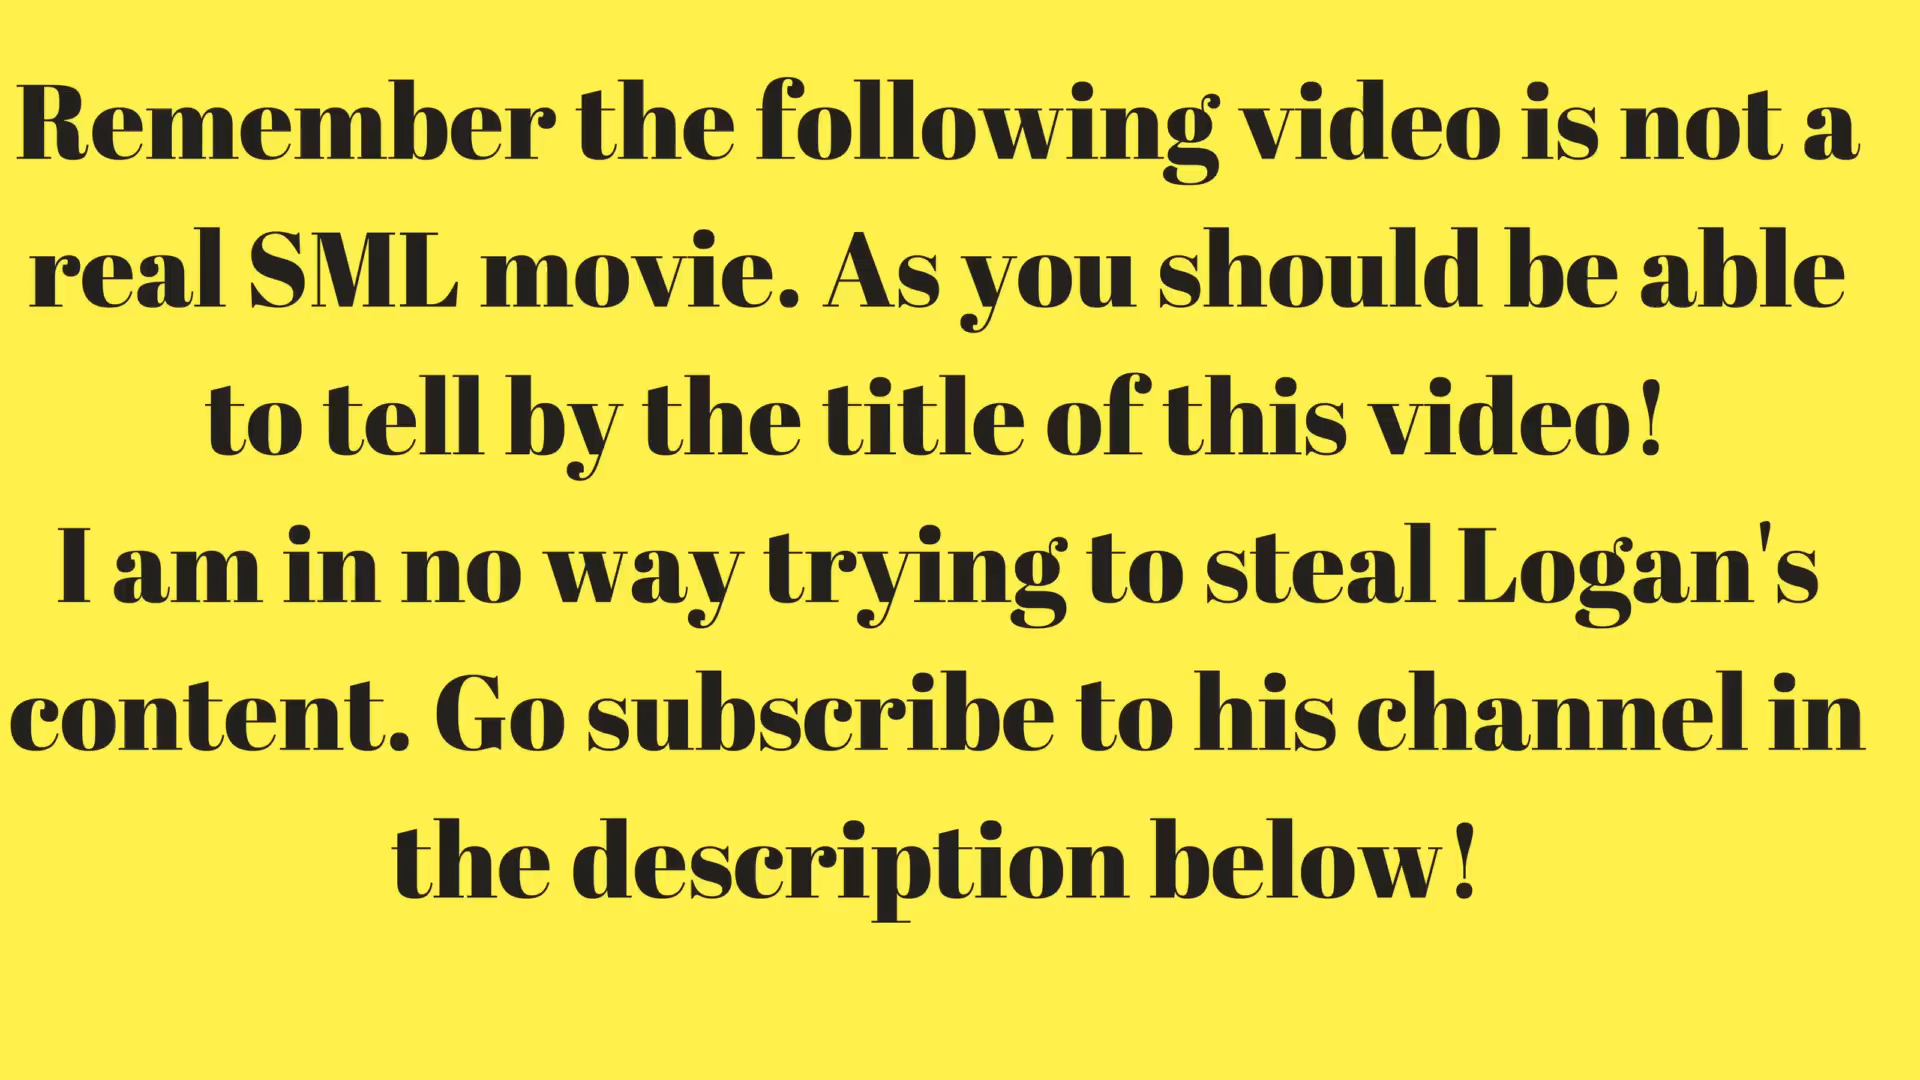 Remember the following video is not a
real SML movie. As you should be able
to tell by the title of this video!
I am in no way trying to steal Logan's
content. Go subscribe to his channel in
the description below!